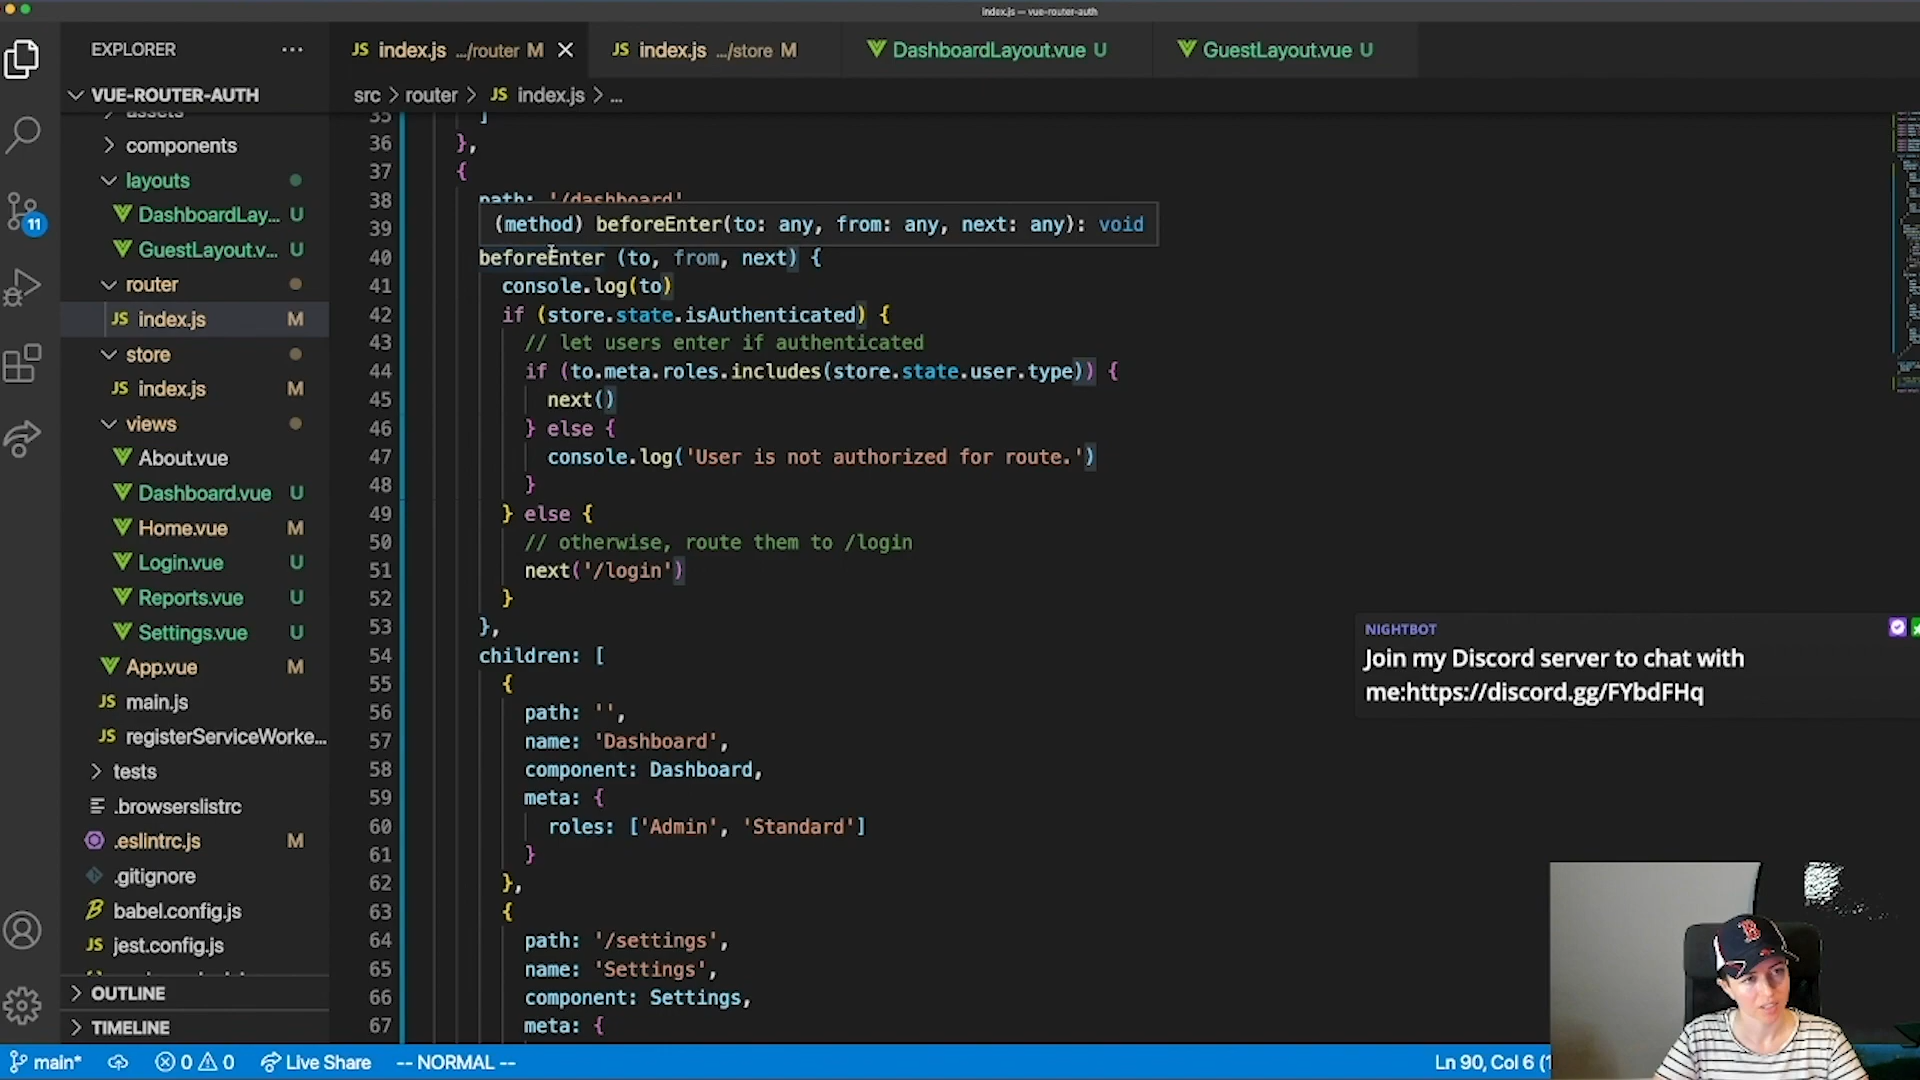 index.js — vue-router-auth
EXPLORER ...
JS index.js .../router M
JS index.js .../store M
DashboardLayout.vue U
GuestLayout.vue U
VUE-ROUTER-AUTH
src > router > JS index.js > ...
assets
components
layouts
DashboardLay... U
GuestLayout.v... U
router
JS index.js M
store
JS index.js M
views
About.vue
Dashboard.vue U
Home.vue M
Login.vue U
Reports.vue U
Settings.vue U
App.vue M
JS main.js
JS registerServiceWorke...
tests
.browserslistrc
.eslintrc.js M
.gitignore
babel.config.js
JS jest.config.js
OUTLINE
TIMELINE
11
35 ]
36 },
37 {
38 path: '/dashboard'
(method) beforeEnter(to: any, from: any, next: any): void
39
40 beforeEnter (to, from, next) {
41 console.log(to)
42 if (store.state.isAuthenticated) {
43 // let users enter if authenticated
44 if (to.meta.roles.includes(store.state.user.type)) {
45 next()
46 } else {
47 console.log('User is not authorized for route.')
48 }
49 } else {
50 // otherwise, route them to /login
51 next('/login')
52 }
53 },
54 children: [
55 {
56 path: '',
57 name: 'Dashboard',
58 component: Dashboard,
59 meta: {
60 roles: ['Admin', 'Standard']
61 }
62 },
63 {
64 path: '/settings',
65 name: 'Settings',
66 component: Settings,
67 meta: {
NIGHTBOT
Join my Discord server to chat with
me:https://discord.gg/FYbdFHq
main* 0 0 Live Share -- NORMAL --
Ln 90, Col 6